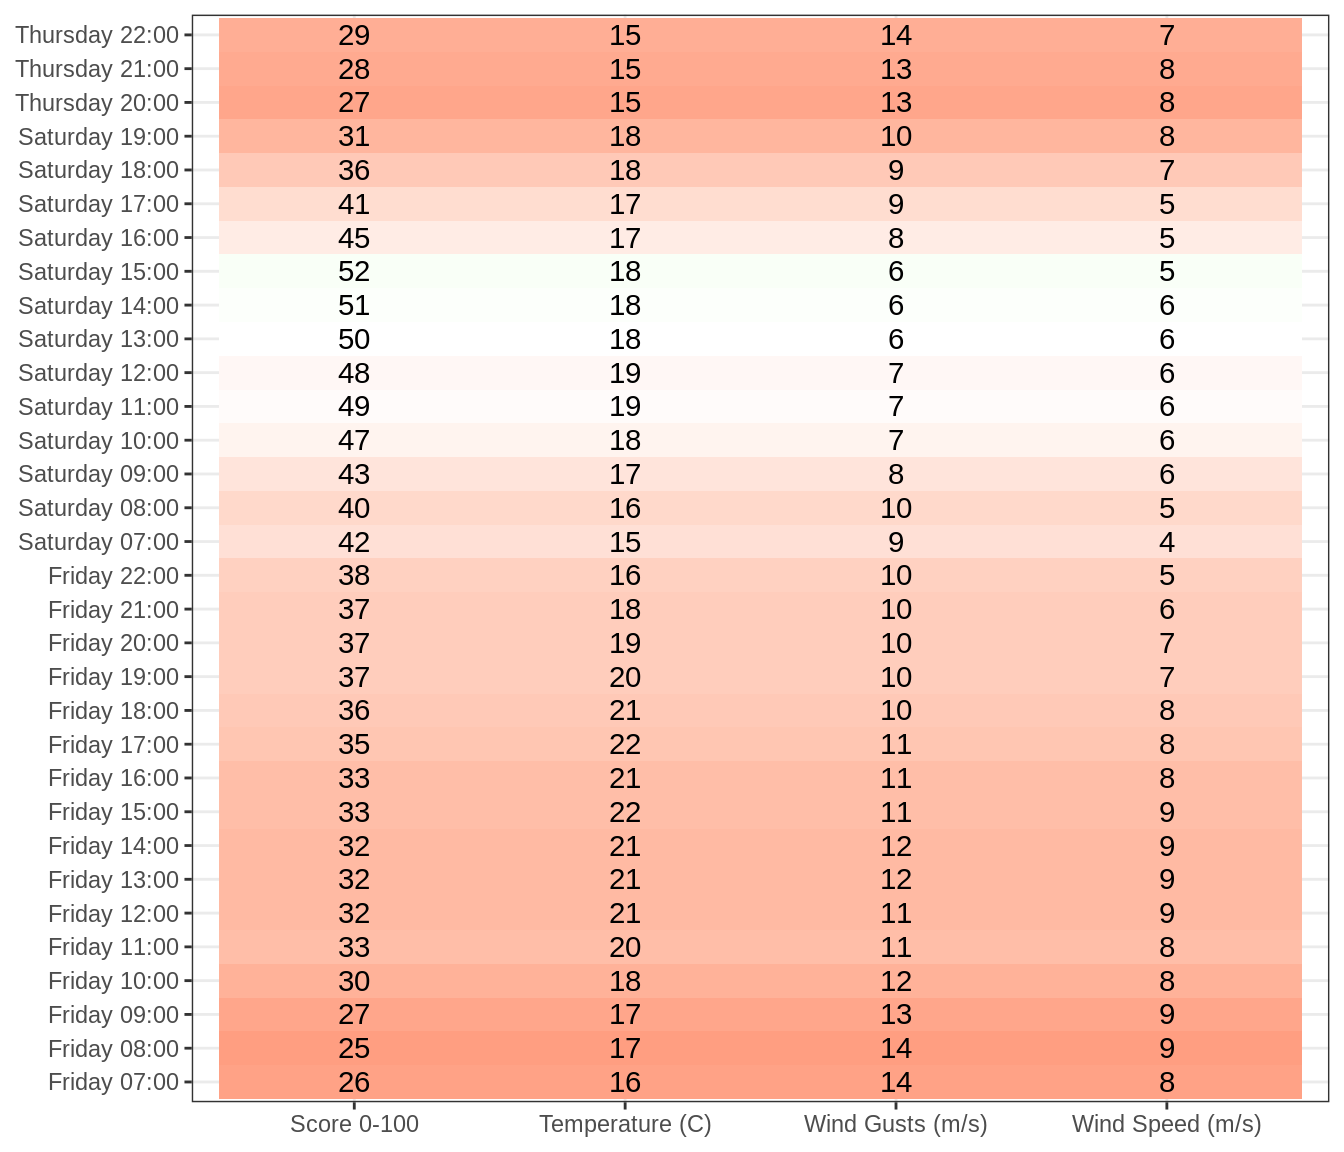 Thursday 22:00 29 15 14 7
Thursday 21:00 28 15 13 8
Thursday 20:00 27 15 13 8
Saturday 19:00 31 18 10 8
Saturday 18:00 36 18 9 7
Saturday 17:00 41 17 9 5
Saturday 16:00 45 17 8 5
Saturday 15:00 52 18 6 5
Saturday 14:00 51 18 6 6
Saturday 13:00 50 18 6 6
Saturday 12:00 48 19 7 6
Saturday 11:00 49 19 7 6
Saturday 10:00 47 18 7 6
Saturday 09:00 43 17 8 6
Saturday 08:00 40 16 10 5
Saturday 07:00 42 15 9 4
Friday 22:00 38 16 10 5
Friday 21:00 37 18 10 6
Friday 20:00 37 19 10 7
Friday 19:00 37 20 10 7
Friday 18:00 36 21 10 8
Friday 17:00 35 22 11 8
Friday 16:00 33 21 11 8
Friday 15:00 33 22 11 9
Friday 14:00 32 21 12 9
Friday 13:00 32 21 12 9
Friday 12:00 32 21 11 9
Friday 11:00 33 20 11 8
Friday 10:00 30 18 12 8
Friday 09:00 27 17 13 9
Friday 08:00 25 17 14 9
Friday 07:00 26 16 14 8
Score 0-100 Temperature (C) Wind Gusts (m/s) Wind Speed (m/s)